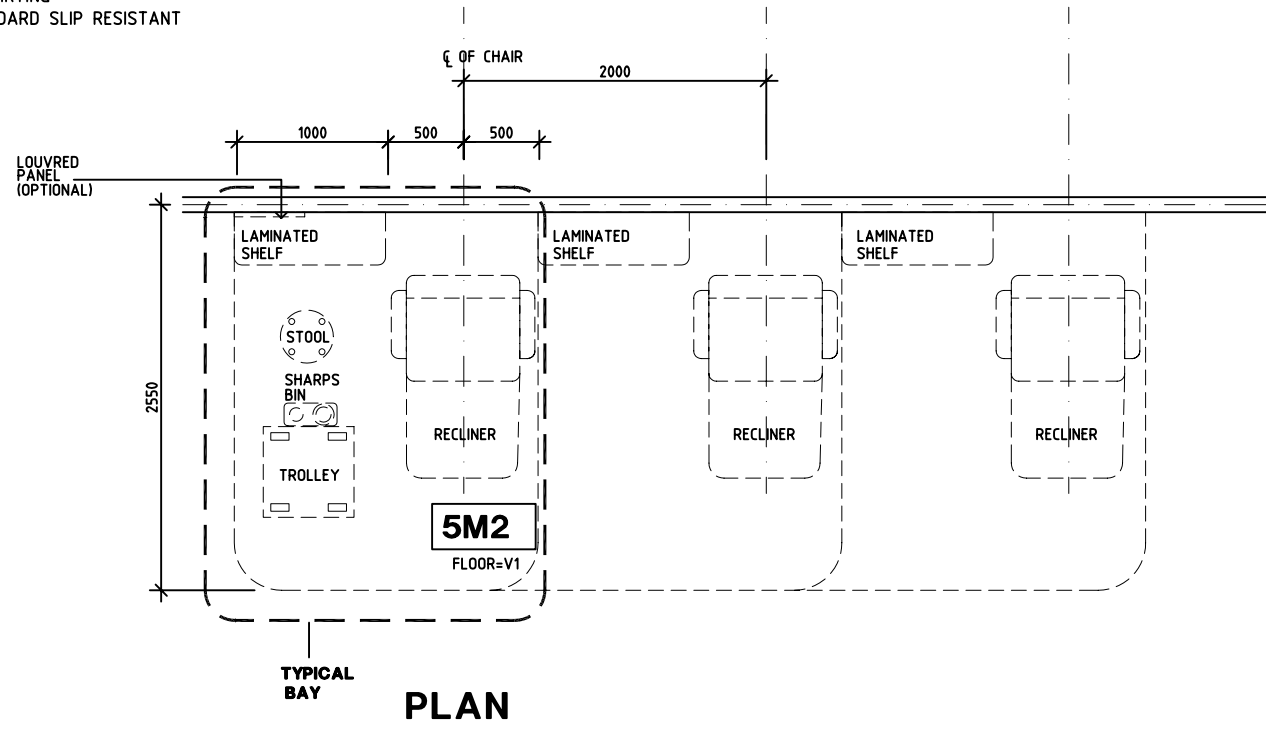 OARD SLIP RESISTANT
℄ OF CHAIR
2000
1000
500
500
LOUVRED
PANEL
(OPTIONAL)
LAMINATED
SHELF
LAMINATED
SHELF
LAMINATED
SHELF
STOOL
SHARPS
BIN
2550
RECLINER
RECLINER
RECLINER
TROLLEY
5M2
FLOOR=V1
TYPICAL
BAY
PLAN